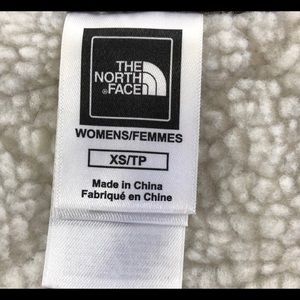 THE
NORTH
FACE
WOMENS/FEMMES
XS/TP
Made in China
Fabriqué en Chine